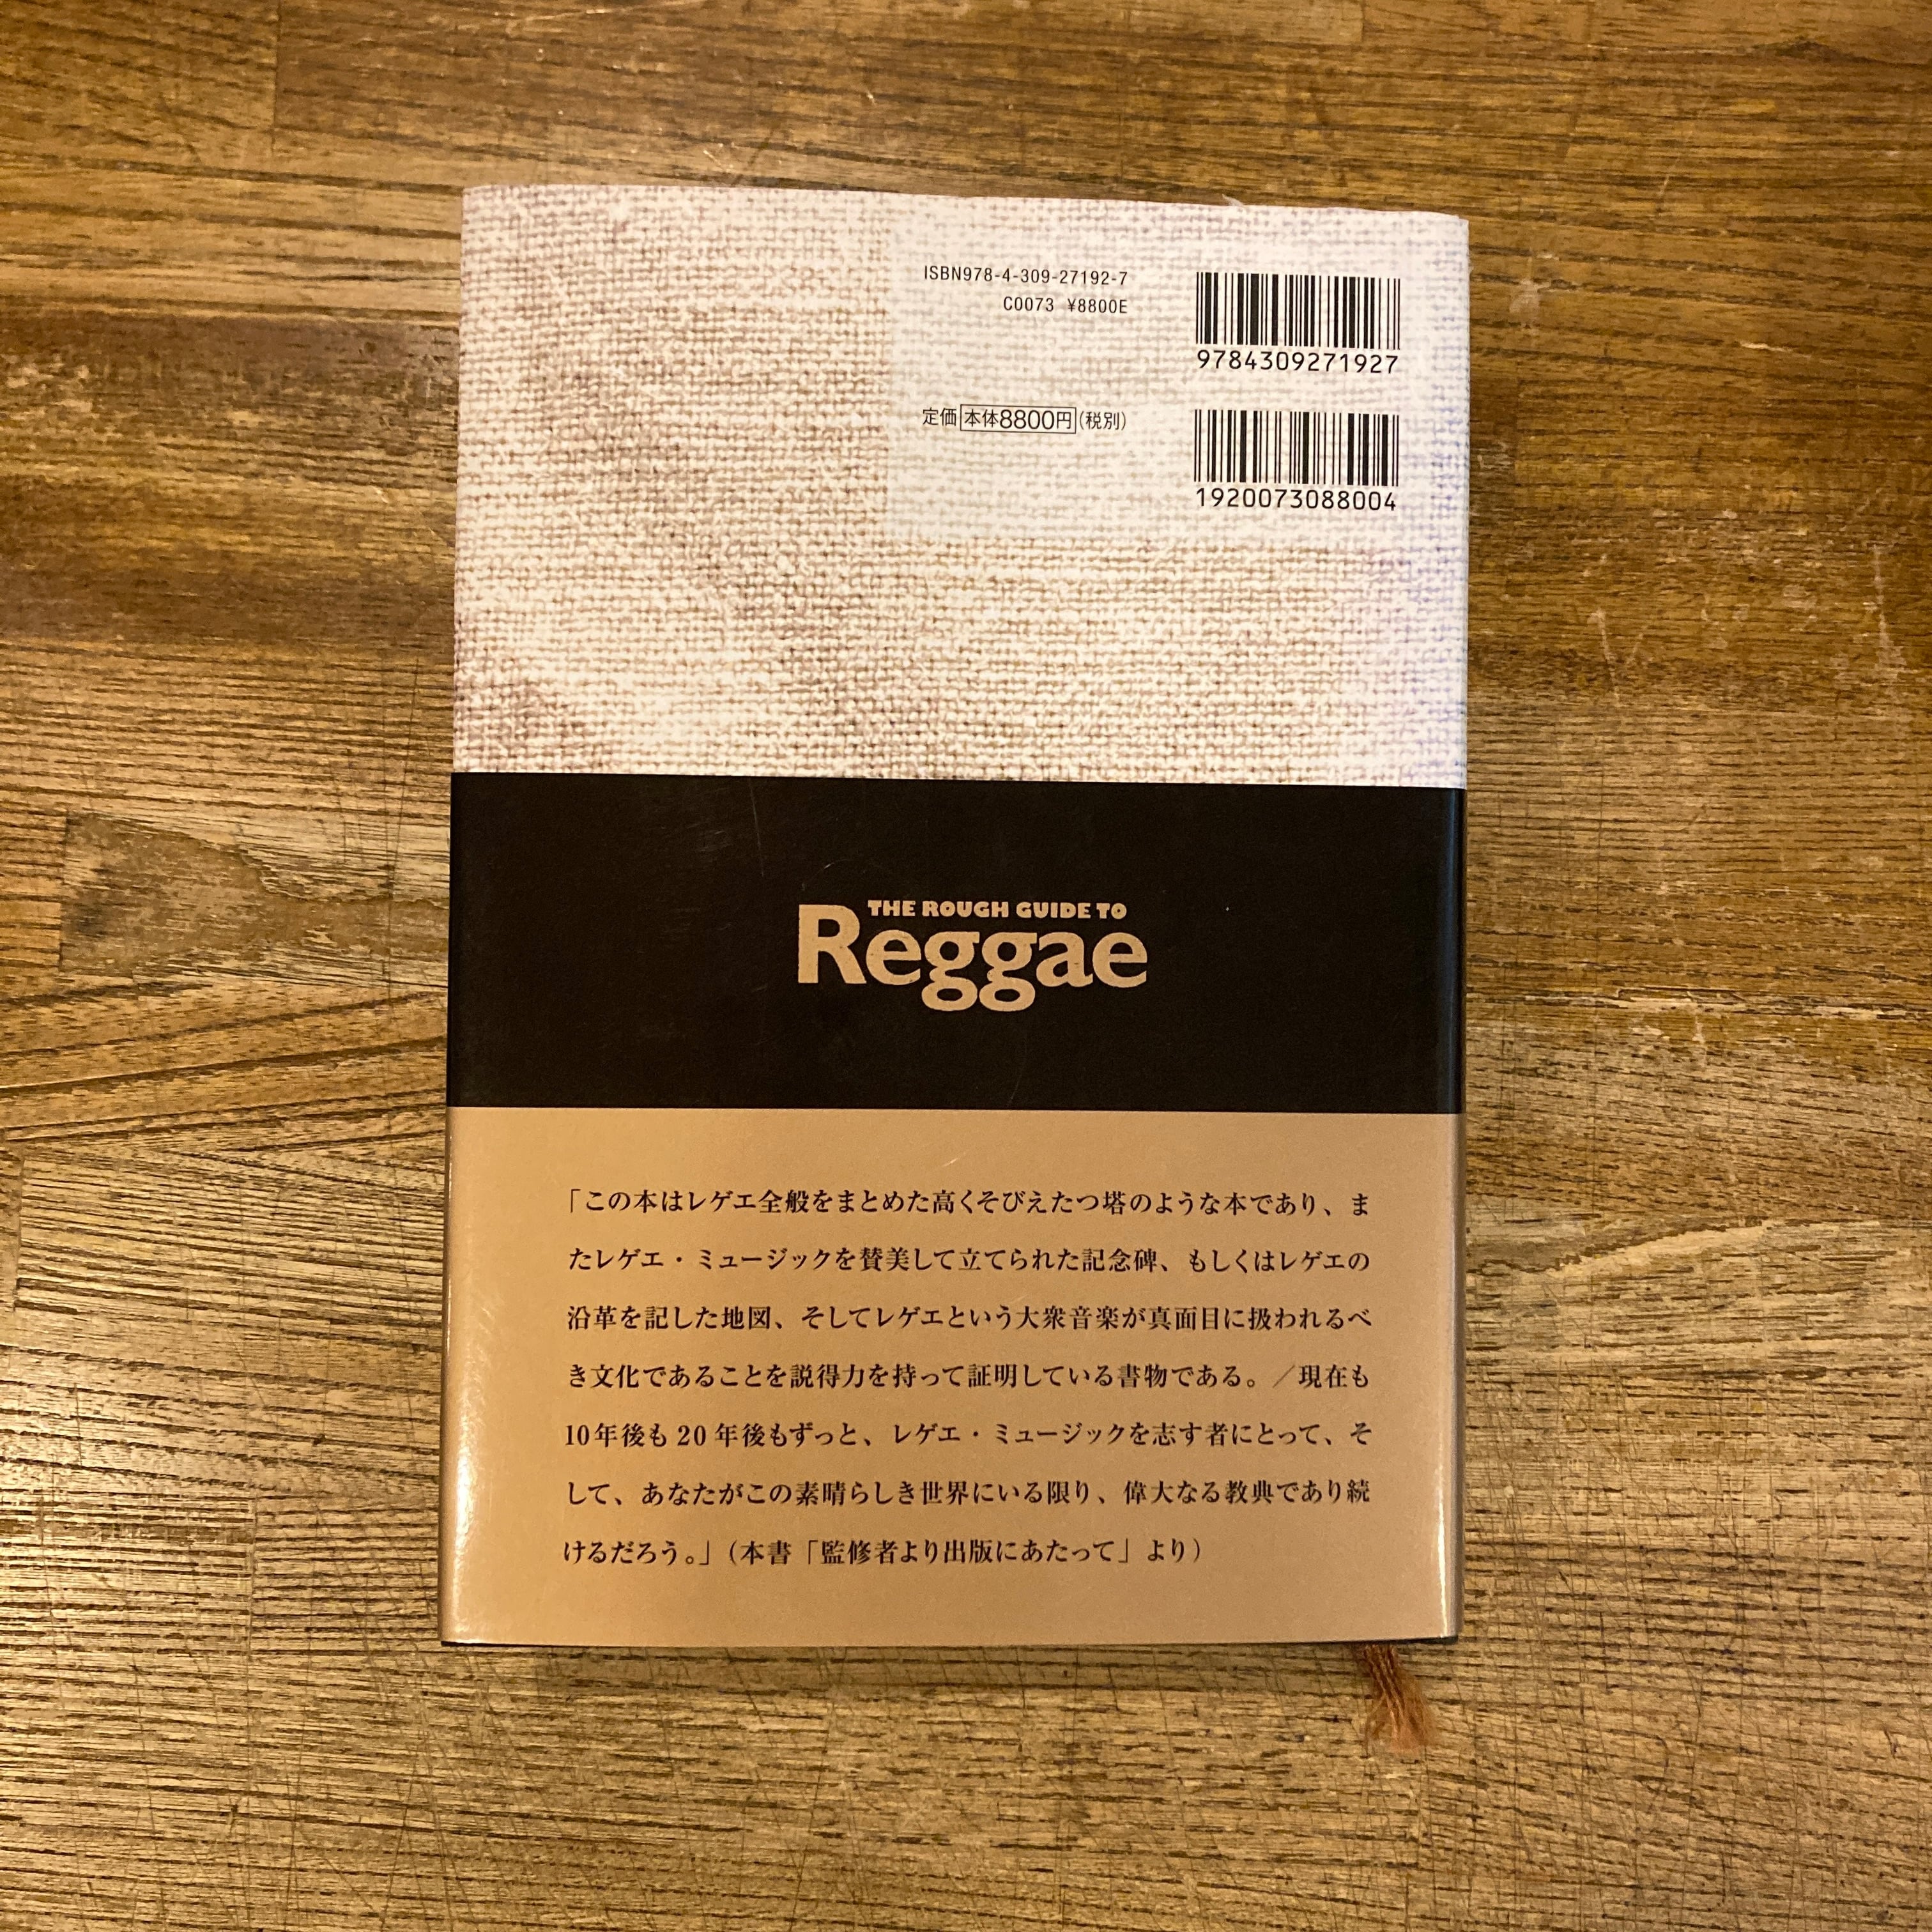 ISBN978-4-309-27192-7
C0073 ¥8800E
9784309271927
定価 本体8800円 (税別)
1920073088004
THE ROUGH GUIDE TO
Reggae
「この本はレゲエ全般をまとめた高くそびえたつ塔のような本であり、ま
たレゲエ・ミュージックを賛美して立てられた記念碑、もしくはレゲエの
沿革を記した地図、そしてレゲエという大衆音楽が真面目に扱われるべ
き文化であることを説得力を持って証明している書物である。／現在も
10年後も20年後もずっと、レゲエ・ミュージックを志す者にとって、そ
して、あなたがこの素晴らしき世界にいる限り、偉大なる教典であり続
けるだろう。」（本書「監修者より出版にあたって」より）